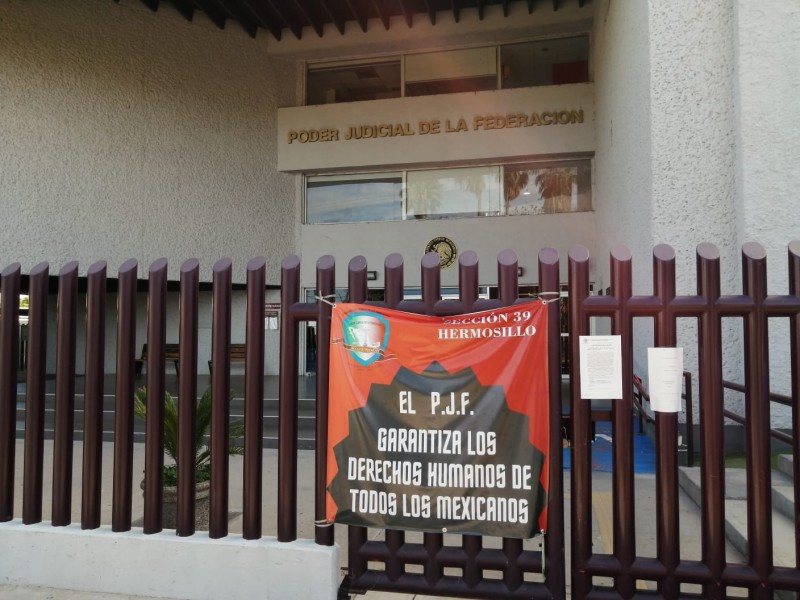 PODER JUDICIAL DE LA FEDERACION
SECCIÓN 39
HERMOSILLO
EL P.J.F.
GARANTIZA LOS
DERECHOS HUMANOS DE
TODOS LOS MEXICANOS